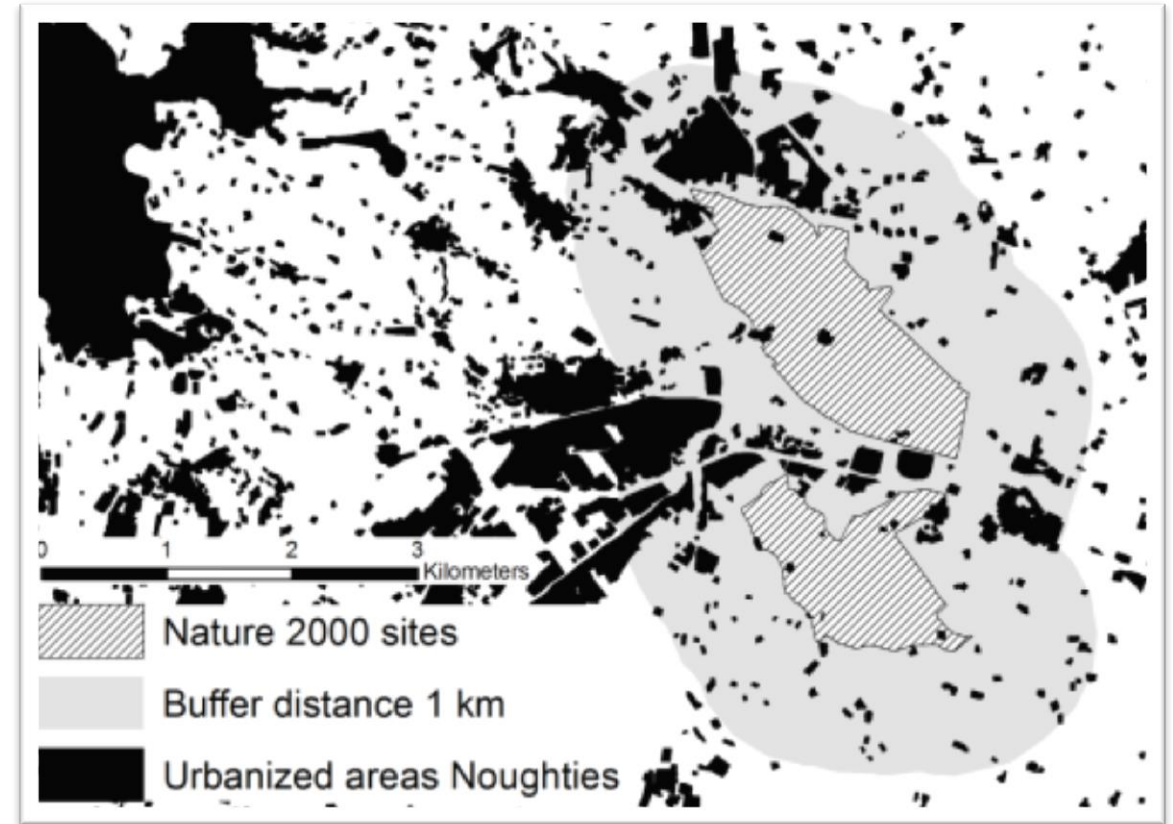 0 1 2 3
Kilometers
Nature 2000 sites
Buffer distance 1 km
Urbanized areas Noughties